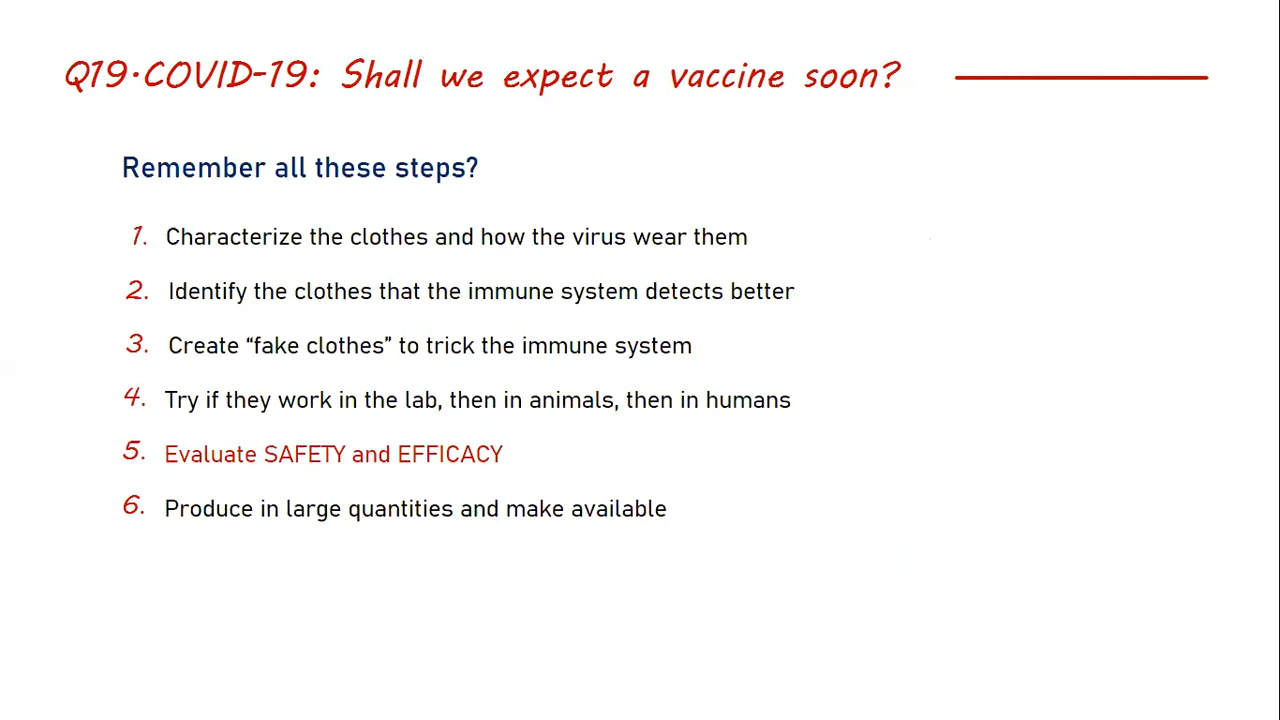 Q19·COVID-19: Shall we expect a vaccine soon?
Remember all these steps?
1. Characterize the clothes and how the virus wear them
2. Identify the clothes that the immune system detects better
3. Create “fake clothes” to trick the immune system
4. Try if they work in the lab, then in animals, then in humans
5. Evaluate SAFETY and EFFICACY
6. Produce in large quantities and make available